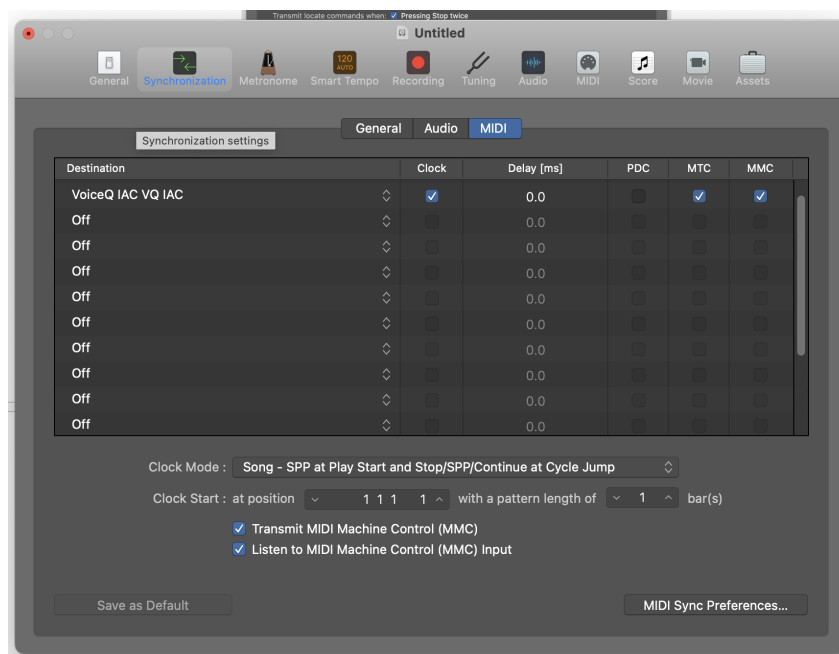 Transmit locate commands when: Pressing Stop twice
Untitled
General Synchronization Metronome Smart Tempo Recording Tuning Audio MIDI Score Movie Assets
120
AUTO
General Audio MIDI
Synchronization settings
Destination Clock Delay [ms] PDC MTC MMC
VoiceQ IAC VQ IAC 0.0
Off 0.0
Off 0.0
Off 0.0
Off 0.0
Off 0.0
Off 0.0
Off 0.0
Off 0.0
Off 0.0
Clock Mode : Song - SPP at Play Start and Stop/SPP/Continue at Cycle Jump
Clock Start : at position 1 1 1 1 with a pattern length of 1 bar(s)
Transmit MIDI Machine Control (MMC)
Listen to MIDI Machine Control (MMC) Input
Save as Default MIDI Sync Preferences...